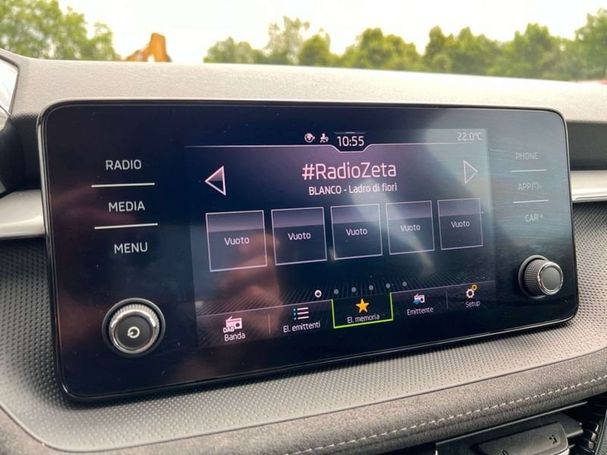 10:55
22.0°C
RADIO
#RadioZeta
PHONE
BLANCO - Ladro di fiori
MEDIA
MENU
CAR
Vuoto Vuoto Vuoto Vuoto Vuoto
DAB
Banda
El. emittenti
El. memoria
Emittente
Setup